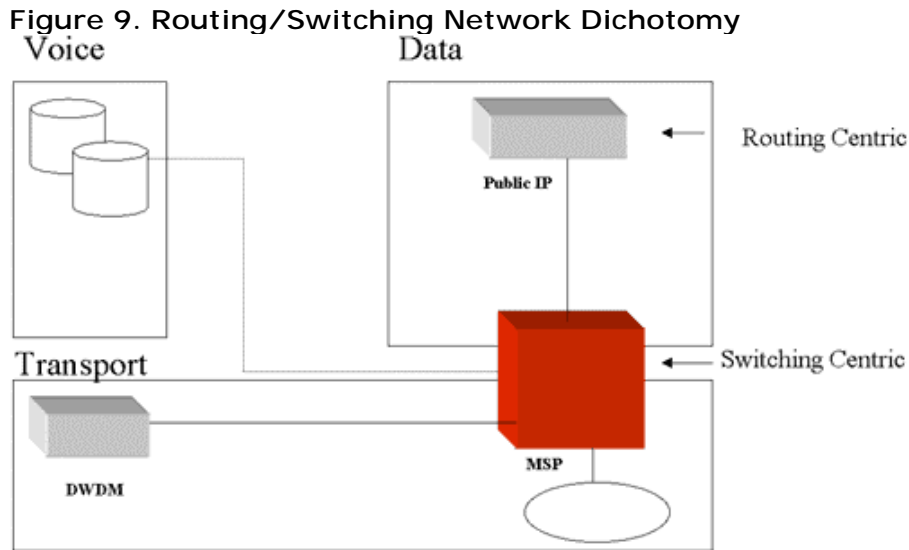 Figure 9. Routing/Switching Network Dichotomy
Voice
Data
Routing Centric
Public IP
Transport
Switching Centric
MSP
DWDM